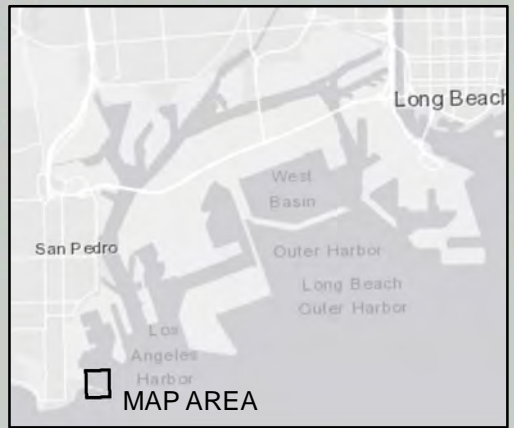 Long Beach
West
Basin
San Pedro
Outer Harbor
Long Beach
Outer Harbor
Los
Angeles
Harbor
MAP AREA